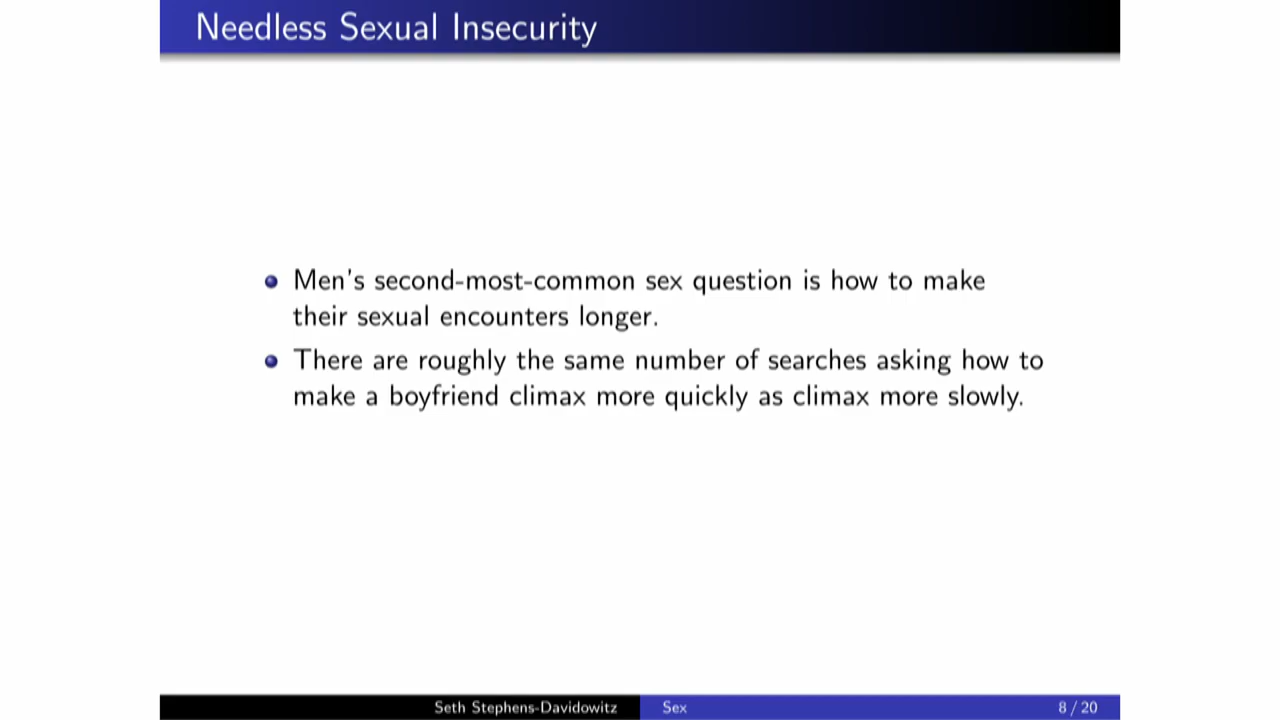 Needless Sexual Insecurity
Men's second-most-common sex question is how to make
their sexual encounters longer.
There are roughly the same number of searches asking how to
make a boyfriend climax more quickly as climax more slowly.
Seth Stephens-Davidowitz Sex 8 / 20